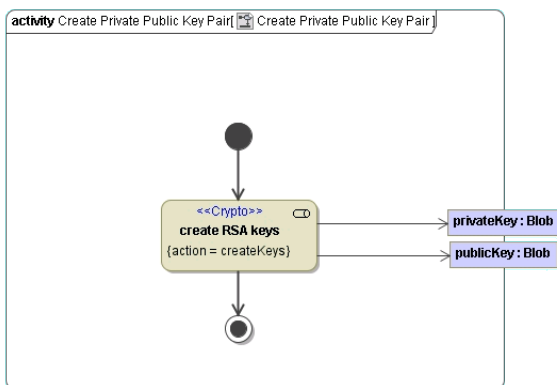 activity Create Private Public Key Pair[ Create Private Public Key Pair ]
<<Crypto>>
create RSA keys
{action = createKeys}
privateKey : Blob
publicKey : Blob